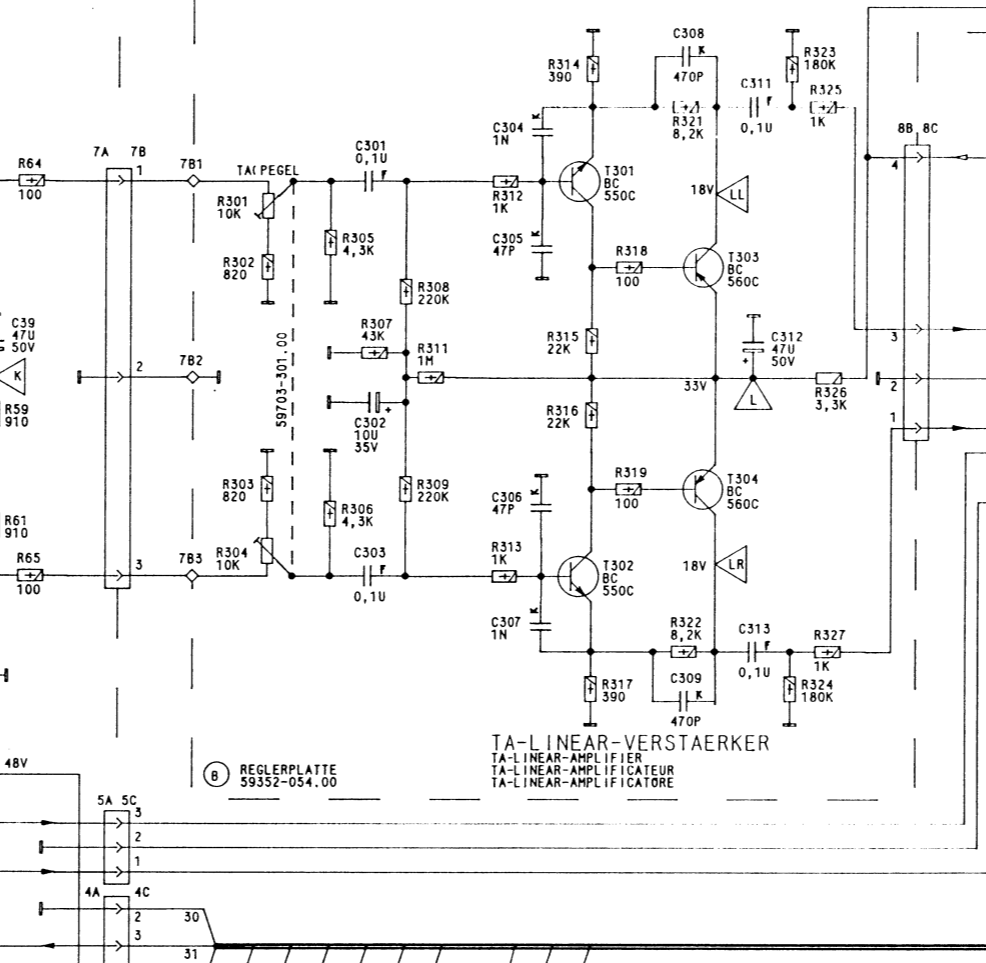 R64
100
7A 7B
1
7B1
TA(PEGEL
R301
10K
R302
820
C301
0,1U
F
R305
4,3K
R308
220K
R307
43K
R311
1M
59703-301.00
C302
10U
35V
+
R303
820
R306
4,3K
R309
220K
R304
10K
C303
F
0,1U
C39
47U
50V
K
R59
910
2
7B2
R61
910
R65
100
3
7B3
C304
1N
K
R312
1K
C305
47P
K
R314
390
T301
BC
550C
C308
K
470P
R321
8,2K
C311
F
0,1U
R323
180K
R325
1K
18V
LL
R318
100
T303
BC
560C
R315
22K
33V
C312
47U
50V
+
L
R326
3,3K
R316
22K
R319
100
T304
BC
560C
C306
47P
K
R313
1K
C307
1N
K
T302
BC
550C
18V
LR
R322
8,2K
C313
F
0,1U
R327
1K
R324
180K
R317
390
C309
K
470P
8B 8C
4
3
2
1
TA-LINEAR-VERSTAERKER
TA-LINEAR-AMPLIFIER
TA-LINEAR-AMPLIFICATEUR
TA-LINEAR-AMPLIFICATORE
B
REGLERPLATTE
59352-054.00
48V
5A 5C
3
2
1
4A 4C
2
30
3
31